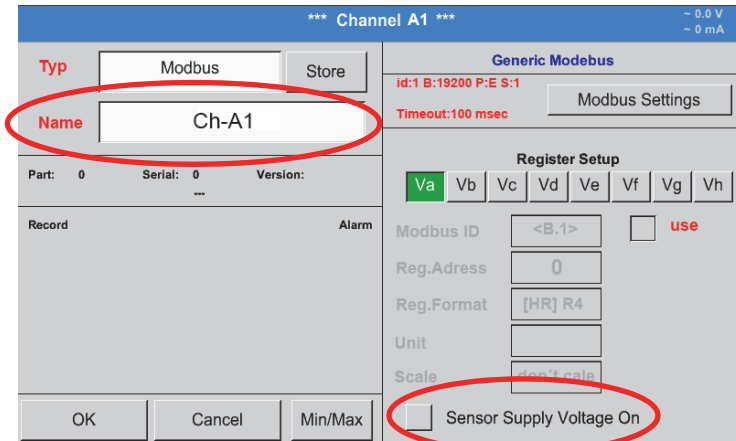 *** Channel A1 ***
~ 0.0 V
~ 0 mA
Typ Modbus Store
Name Ch-A1
Part: 0 Serial: 0 Version:
---
Record Alarm
OK Cancel Min/Max
Generic Modebus
id:1 B:19200 P:E S:1
Timeout:100 msec
Modbus Settings
Register Setup
Va Vb Vc Vd Ve Vf Vg Vh
Modbus ID <B.1> use
Reg.Adress 0
Reg.Format [HR] R4
Unit
Scale don't cale
Sensor Supply Voltage On